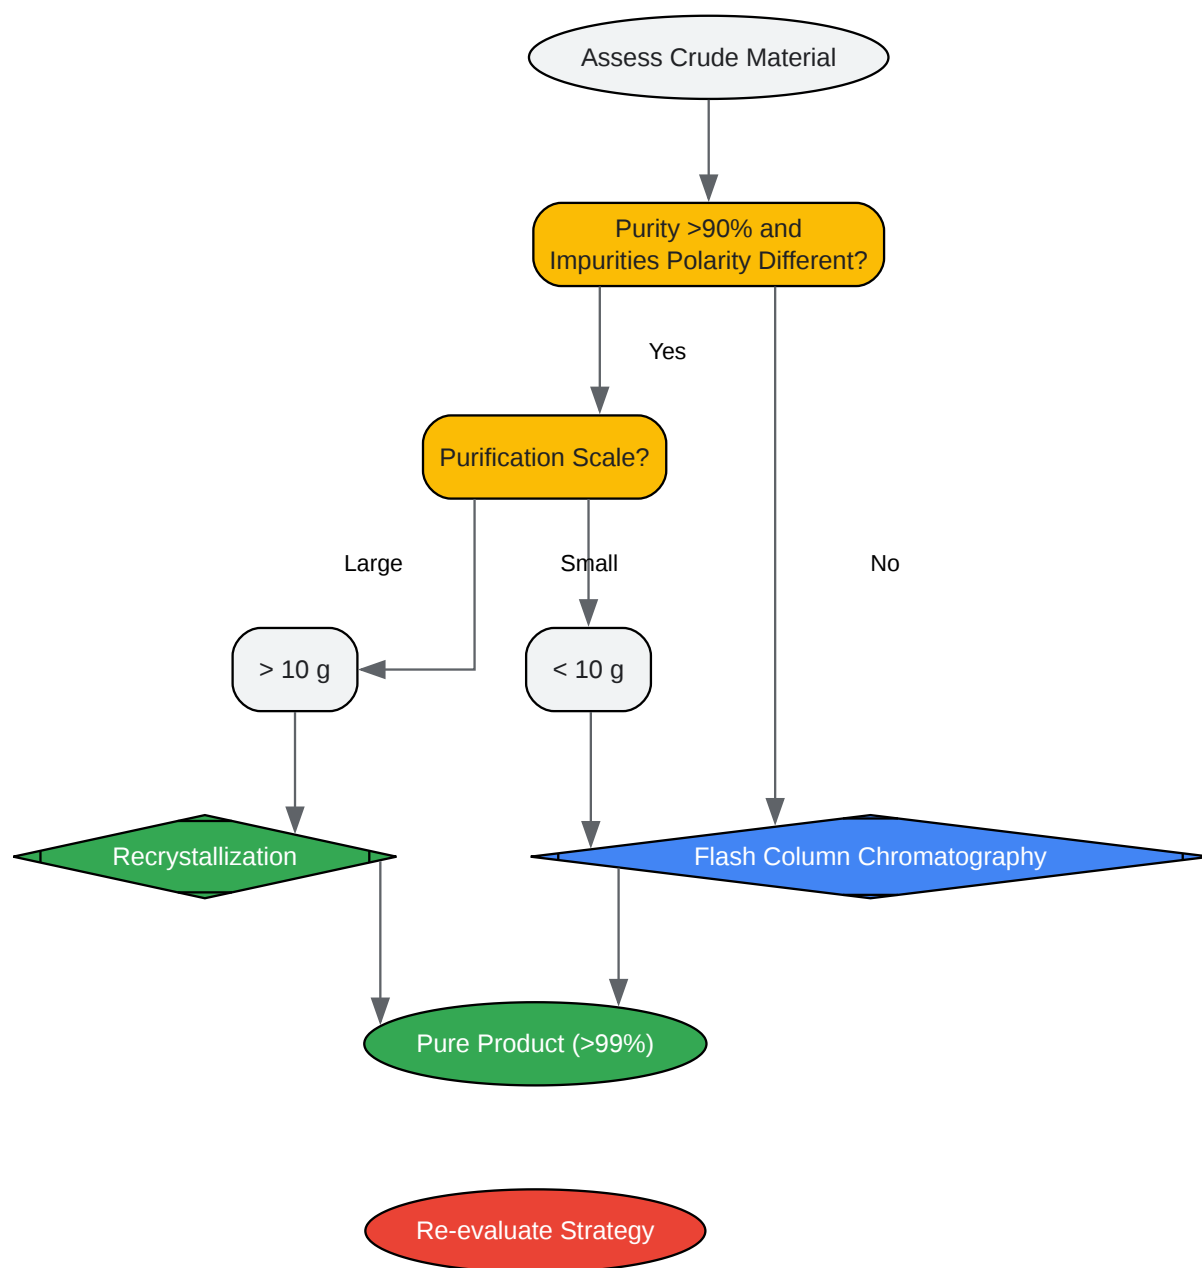 Assess Crude Material
Purity >90% and
Impurities Polarity Different?
Yes
Purification Scale?
Large
Small
No
> 10 g
< 10 g
Recrystallization
Flash Column Chromatography
Pure Product (>99%)
Re-evaluate Strategy